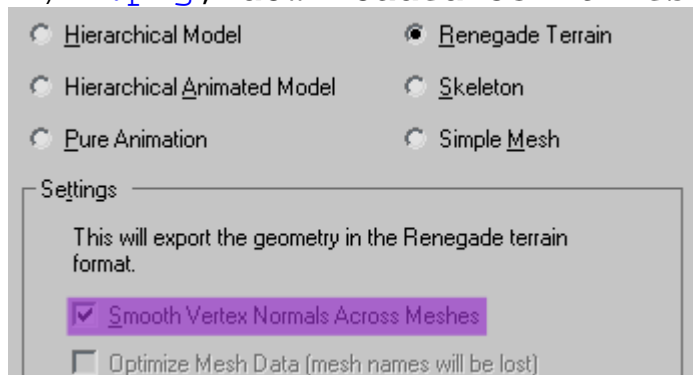 Hierarchical Model
Renegade Terrain
Hierarchical Animated Model
Skeleton
Pure Animation
Simple Mesh
Settings
This will export the geometry in the Renegade terrain
format.
Smooth Vertex Normals Across Meshes
Optimize Mesh Data (mesh names will be lost)